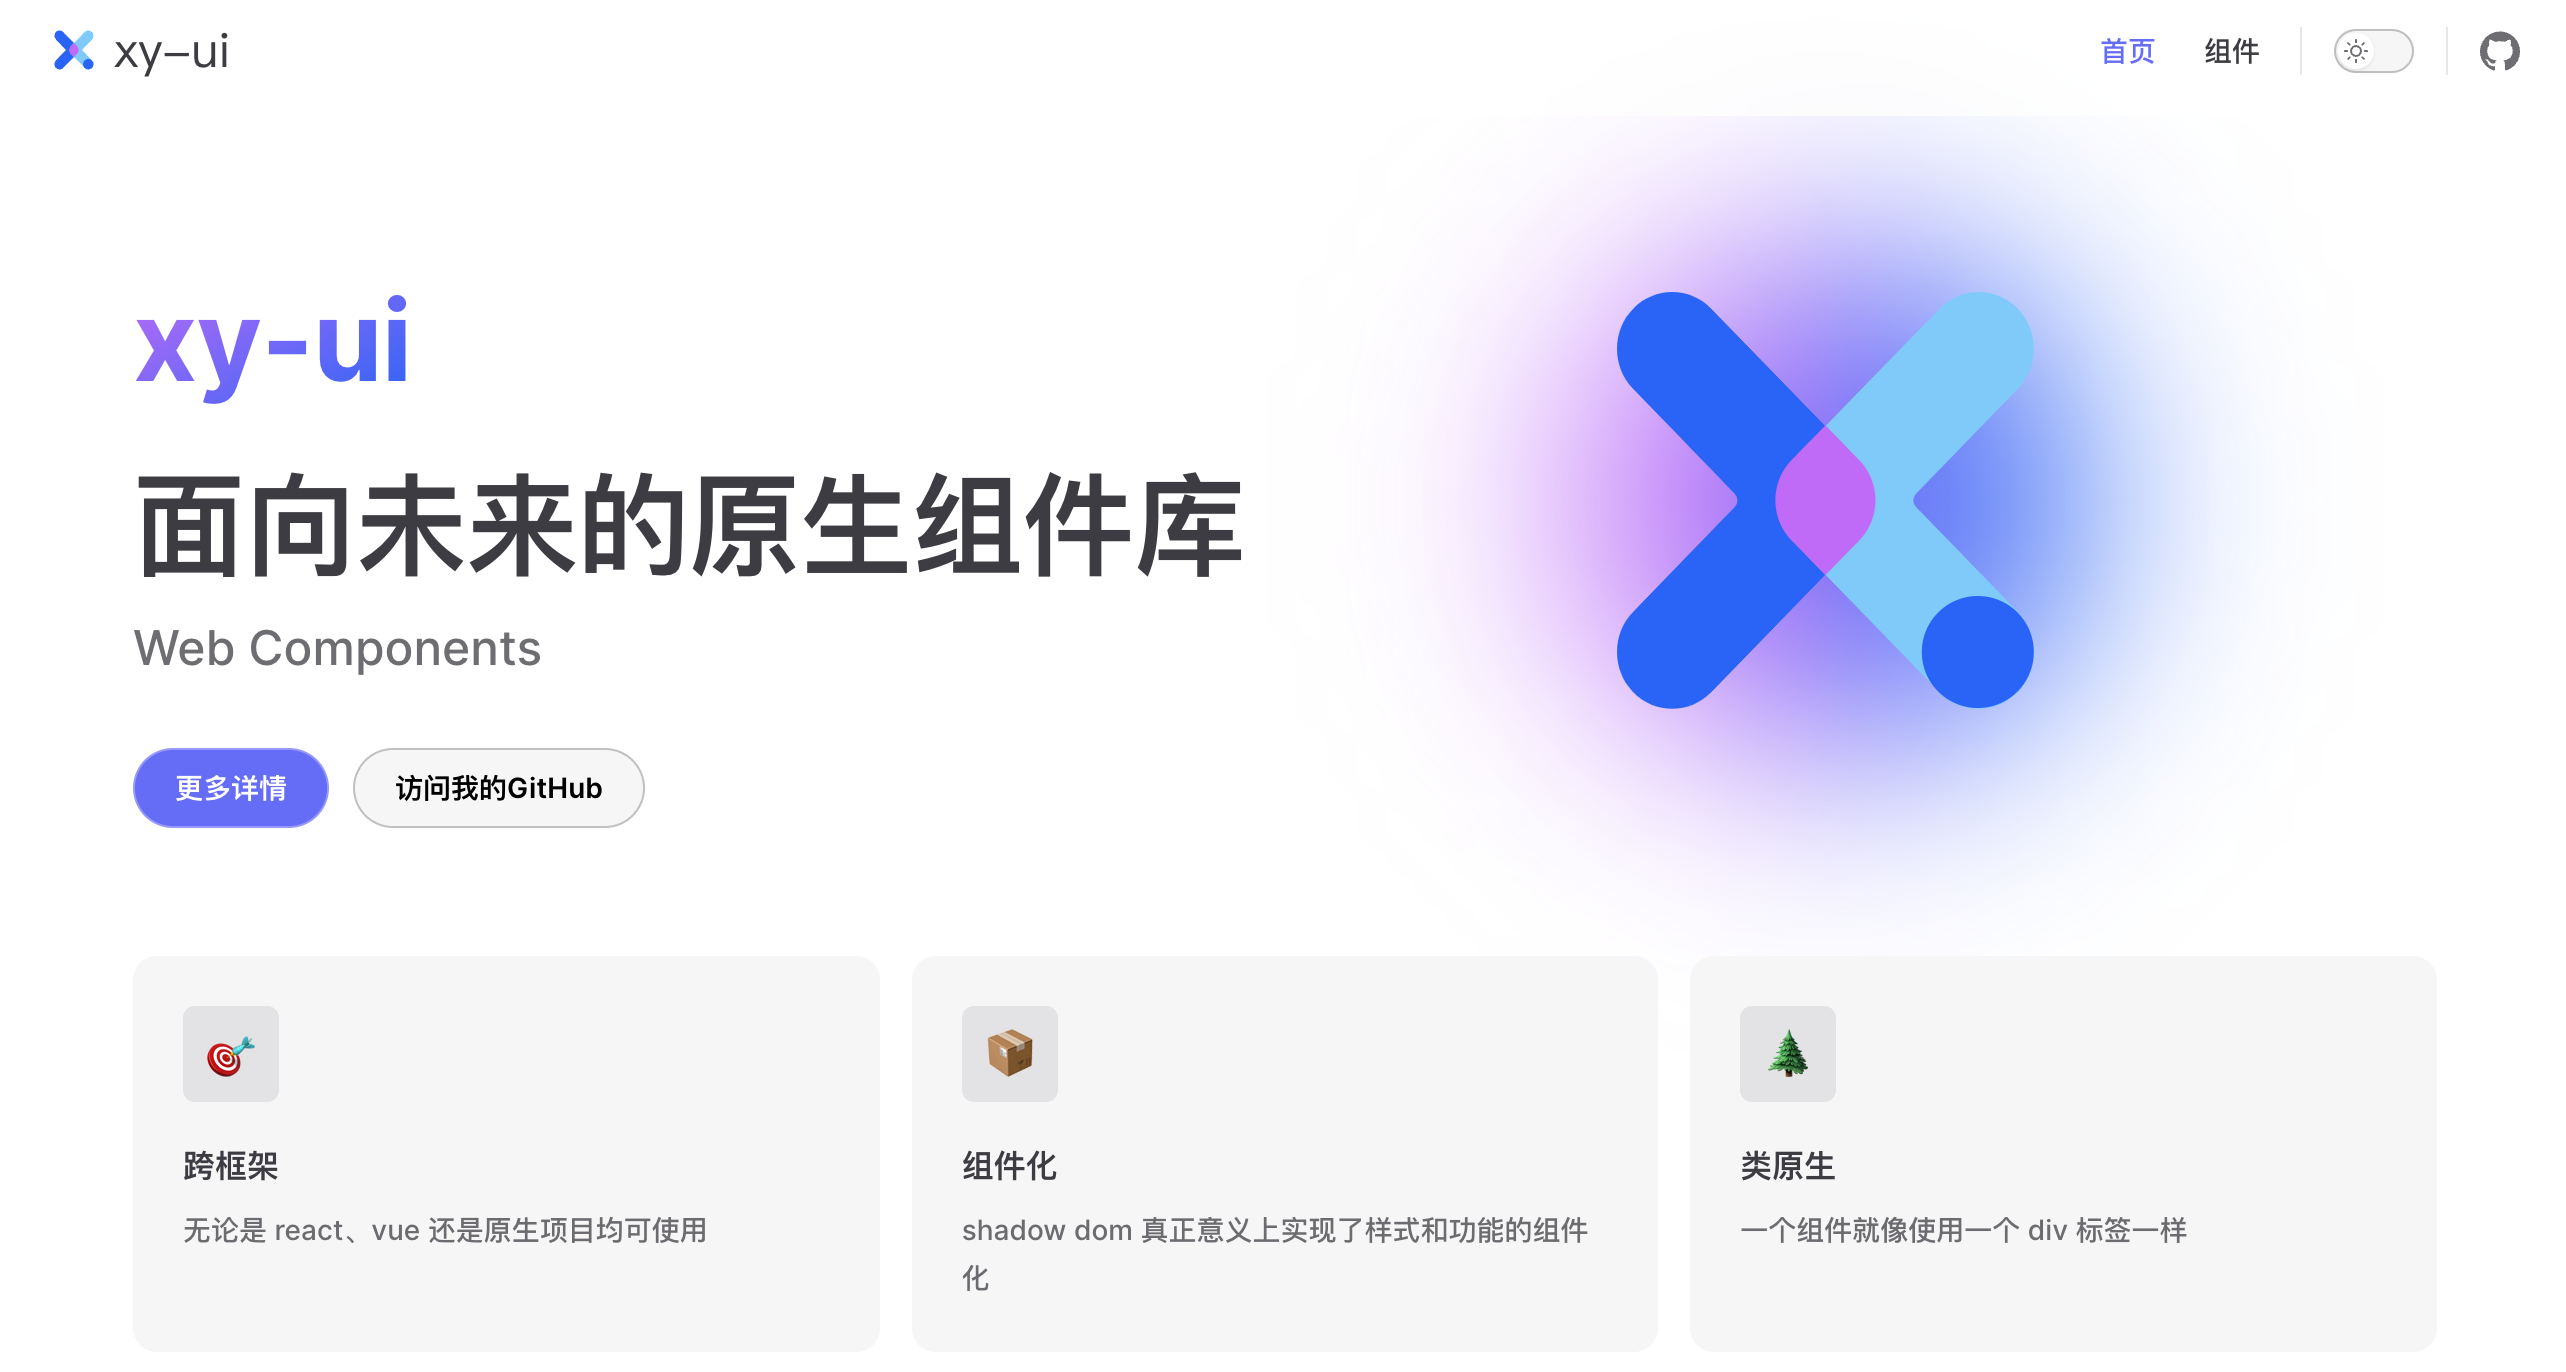 xy-ui
首页
组件
xy-ui
面向未来的原生组件库
Web Components
更多详情
访问我的GitHub
跨框架
无论是 react、vue 还是原生项目均可使用
组件化
shadow dom 真正意义上实现了样式和功能的组件
化
类原生
一个组件就像使用一个 div 标签一样